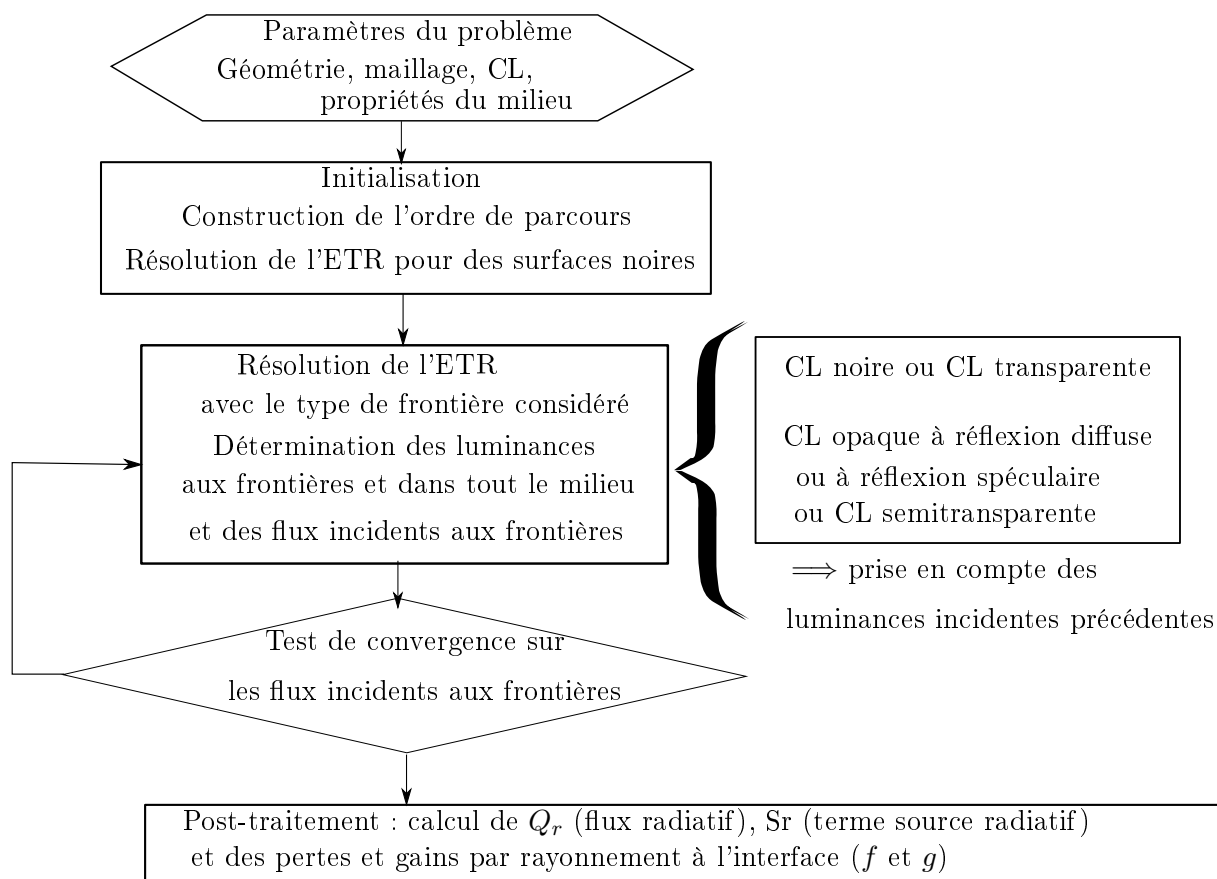 Paramètres du problème
Géométrie, maillage, CL,
propriétés du milieu
Initialisation
Construction de l'ordre de parcours
Résolution de l'ETR pour des surfaces noires
Résolution de l'ETR
avec le type de frontière considéré
Détermination des luminances
aux frontières et dans tout le milieu
et des flux incidents aux frontières
CL noire ou CL transparente
CL opaque à réflexion diffuse
ou à réflexion spéculaire
ou CL semitransparente
⟹ prise en compte des
luminances incidentes précédentes
Test de convergence sur
les flux incidents aux frontières
Post-traitement : calcul de Qr (flux radiatif), Sr (terme source radiatif)
et des pertes et gains par rayonnement à l'interface (f et g)